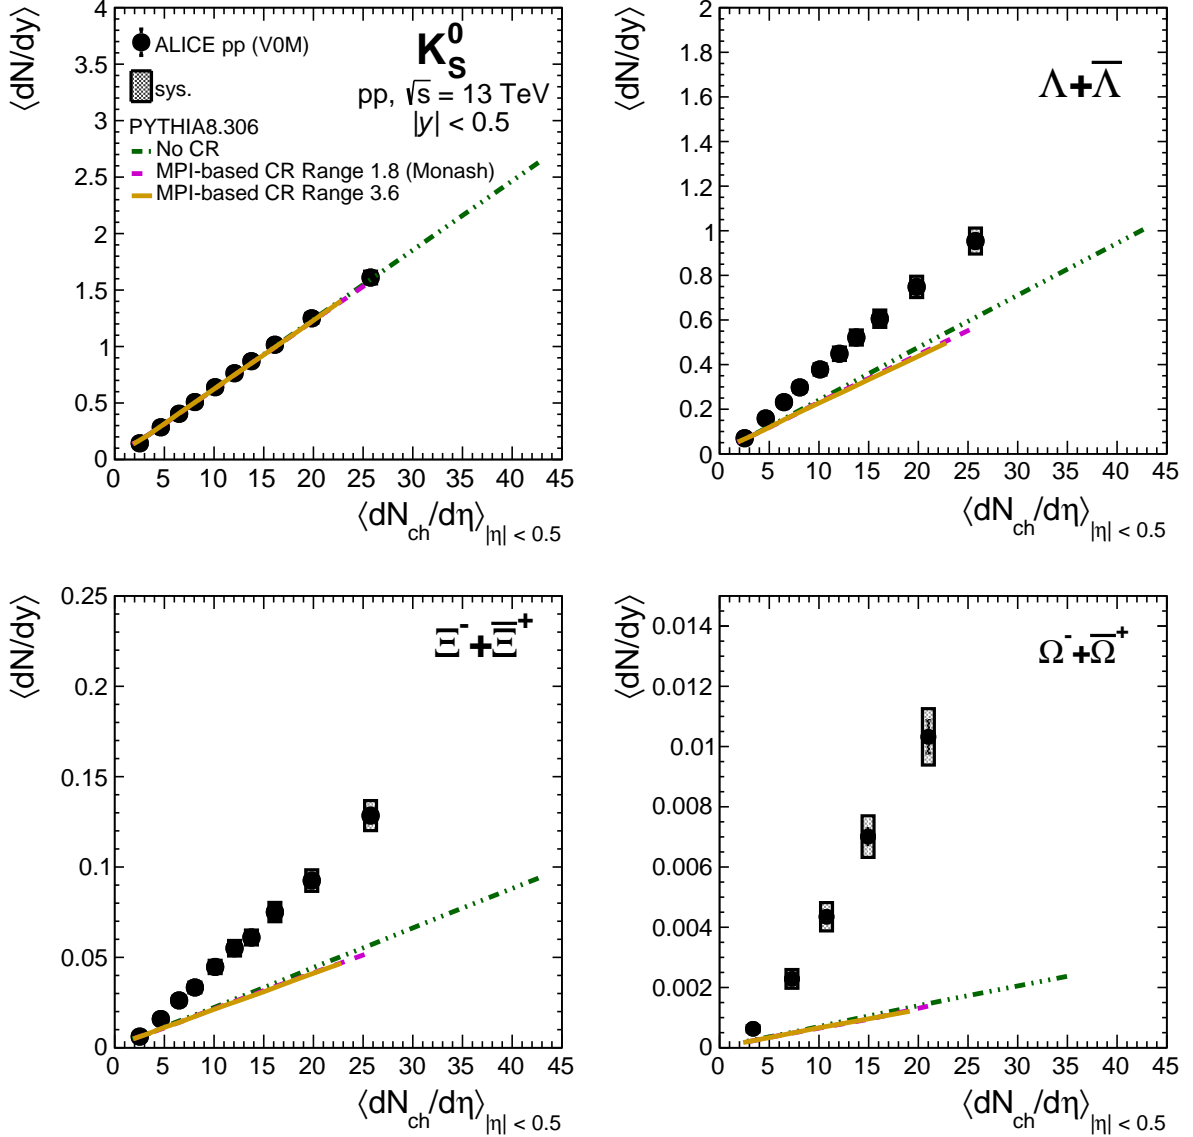 ⟨dN/dy⟩
4
3.5
3
2.5
2
1.5
1
0.5
0
ALICE pp (V0M)
sys.
PYTHIA8.306
No CR
MPI-based CR Range 1.8 (Monash)
MPI-based CR Range 3.6
K⁰_S
pp, √s = 13 TeV
|y| < 0.5
0 5 10 15 20 25 30 35 40 45
⟨dN_ch/dη⟩_|η| < 0.5
⟨dN/dy⟩
2
1.8
1.6
1.4
1.2
1
0.8
0.6
0.4
0.2
0
Λ+Λ̅
0 5 10 15 20 25 30 35 40 45
⟨dN_ch/dη⟩_|η| < 0.5
⟨dN/dy⟩
0.25
0.2
0.15
0.1
0.05
0
Ξ⁻+Ξ̅⁺
0 5 10 15 20 25 30 35 40 45
⟨dN_ch/dη⟩_|η| < 0.5
⟨dN/dy⟩
0.014
0.012
0.01
0.008
0.006
0.004
0.002
0
Ω⁻+Ω̅⁺
0 5 10 15 20 25 30 35 40 45
⟨dN_ch/dη⟩_|η| < 0.5